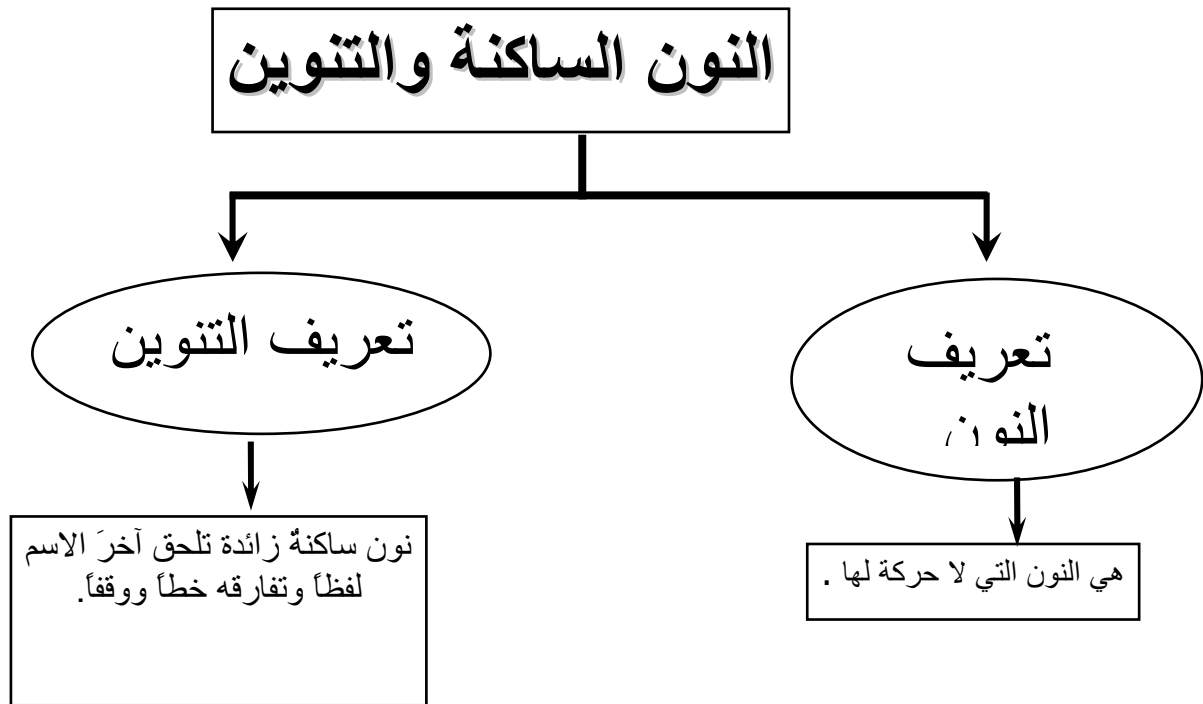 النون الساكنة والتنوين
تعريف
النون
هي النون التي لا حركة لها .
تعريف التنوين
نون ساكنةٌ زائدة تلحق آخرَ الاسم
لفظاً وتفارقه خطاً ووقفاً.